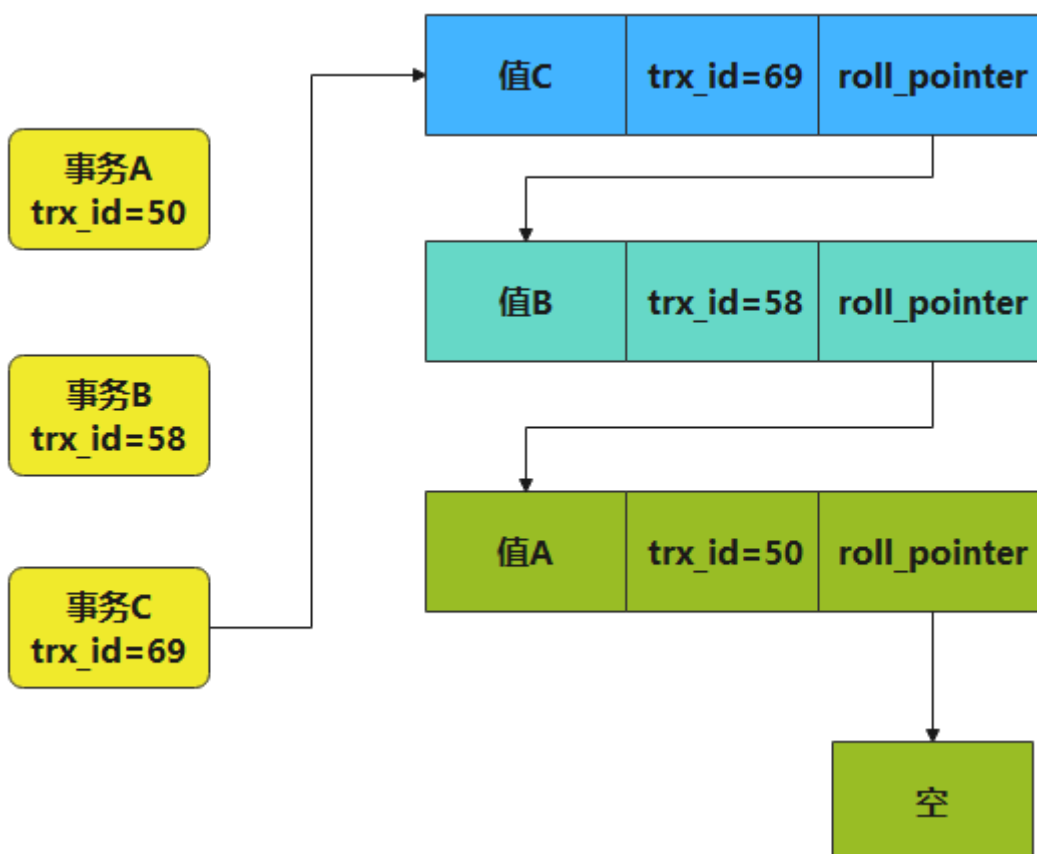 值C trx_id=69 roll_pointer
事务A
trx_id=50
值B trx_id=58 roll_pointer
事务B
trx_id=58
值A trx_id=50 roll_pointer
事务C
trx_id=69
空